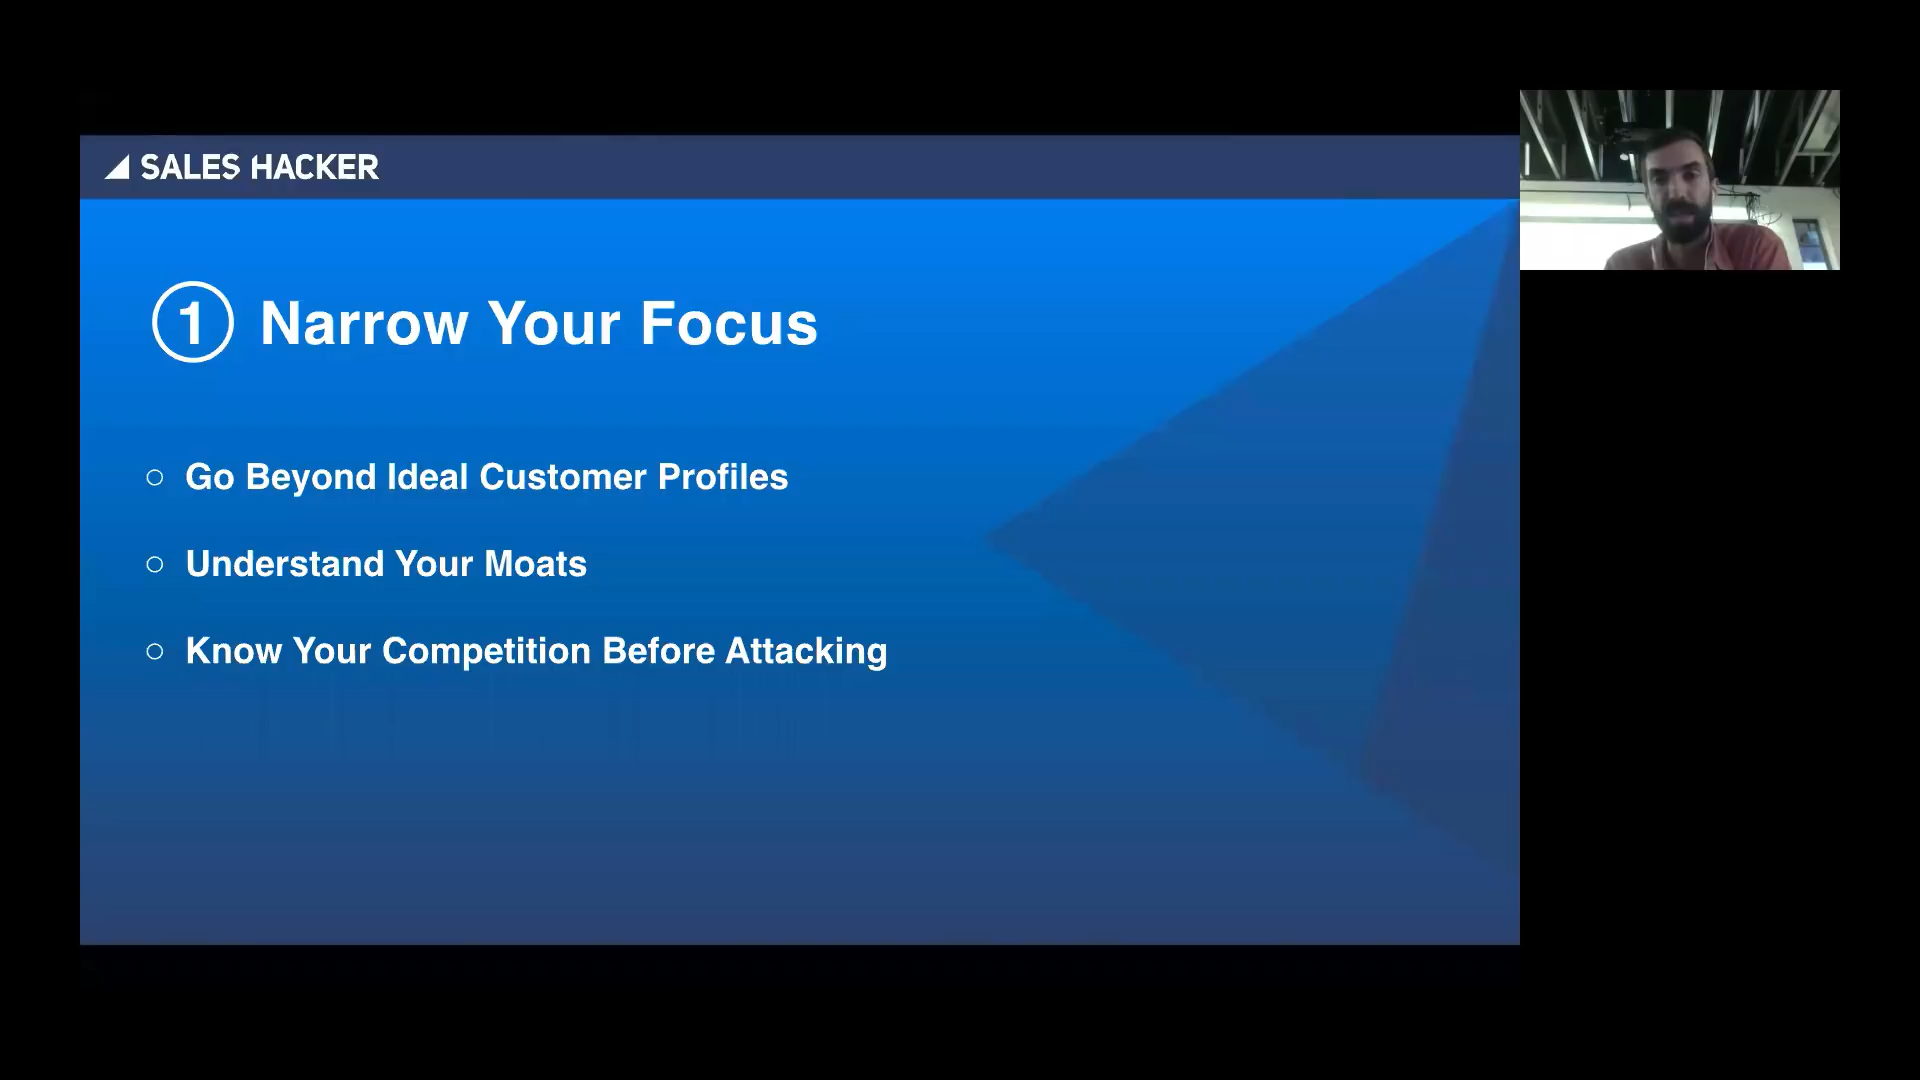 SALES HACKER
1 Narrow Your Focus
Go Beyond Ideal Customer Profiles
Understand Your Moats
Know Your Competition Before Attacking